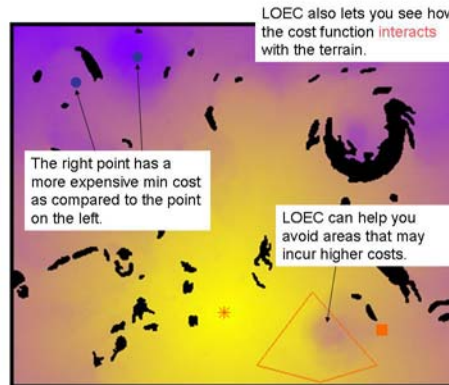 LOEC also lets you see how
the cost function interacts
with the terrain.
The right point has a
more expensive min cost
as compared to the point
on the left.
LOEC can help you
avoid areas that may
incur higher costs.